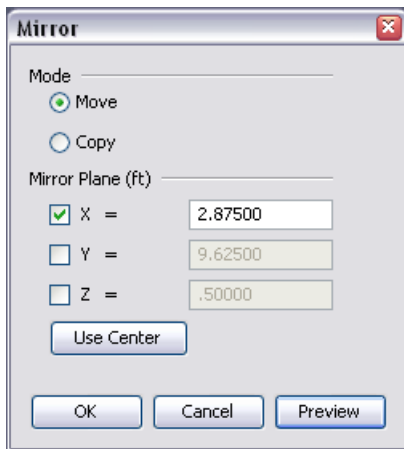 Mirror
Mode
Move
Copy
Mirror Plane (ft)
X = 2.87500
Y = 9.62500
Z = .50000
Use Center
OK Cancel Preview